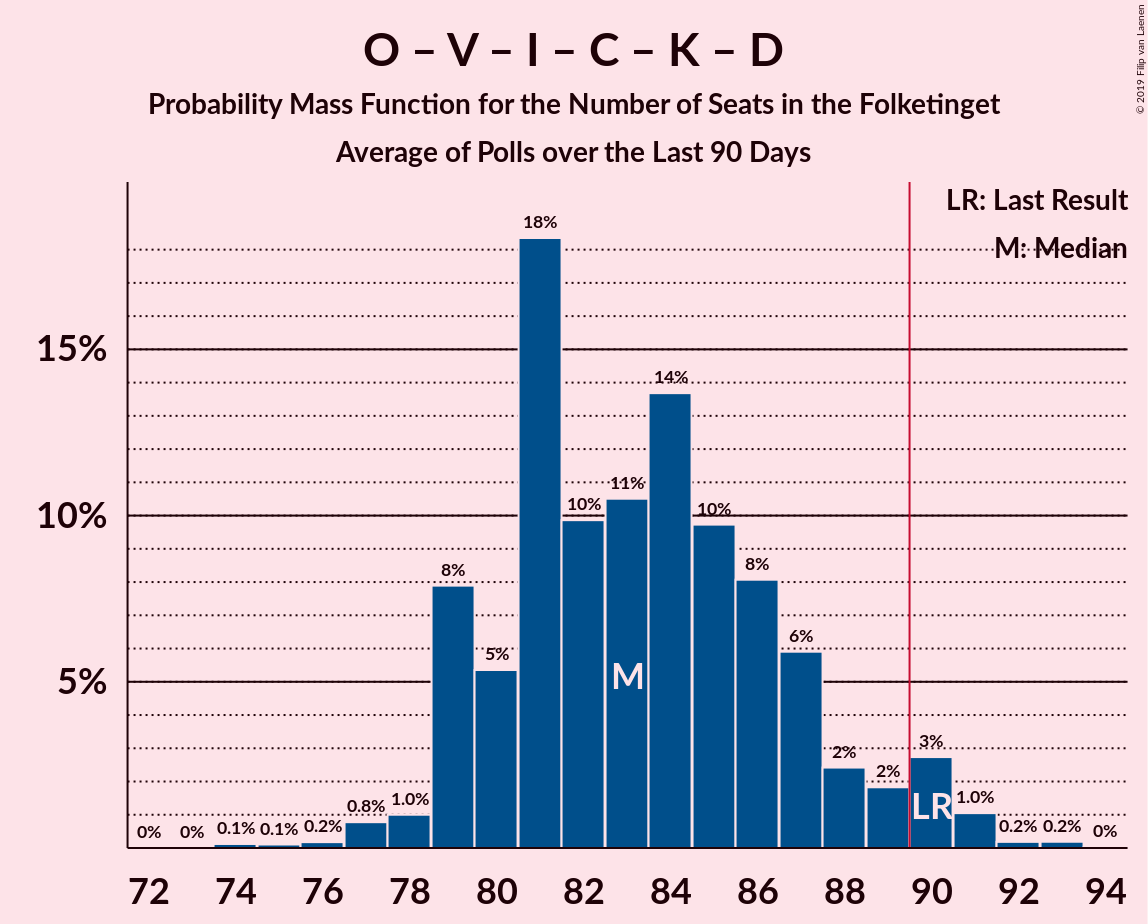 O – V – I – C – K – D
Probability Mass Function for the Number of Seats in the Folketinget
Average of Polls over the Last 90 Days
© 2019 Filip van Laenen
LR: Last Result
M: Median
18%
15%
14%
11%
10%
10%
10%
8%
8%
6%
5%
5%
M
3%
2%
2%
LR
1.0%
0% 0% 0.1% 0.1% 0.2% 0.8% 1.0% 0.2% 0.2% 0%
72 74 76 78 80 82 84 86 88 90 92 94